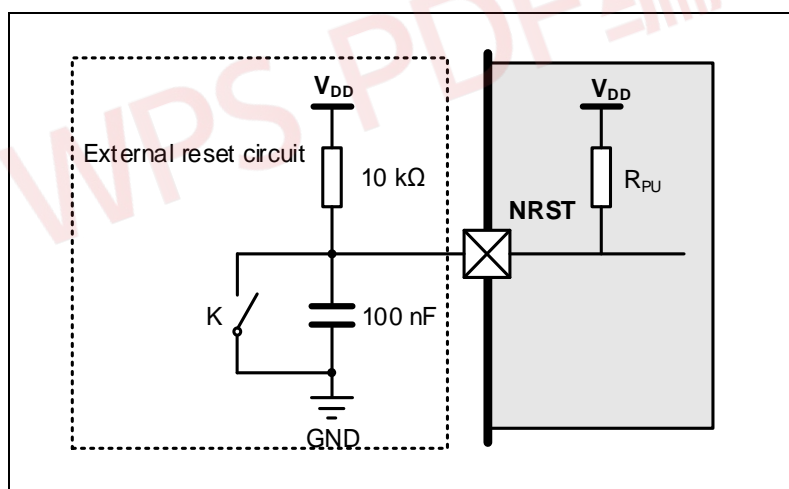 WPS PDF
V_DD
External reset circuit
10 kΩ
K
100 nF
GND
NRST
V_DD
R_PU